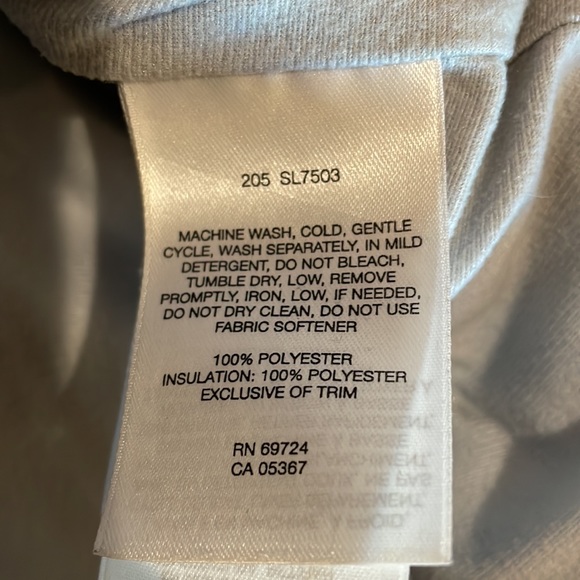 205 SL7503
MACHINE WASH, COLD, GENTLE
CYCLE, WASH SEPARATELY, IN MILD
DETERGENT, DO NOT BLEACH,
TUMBLE DRY, LOW, REMOVE
PROMPTLY, IRON, LOW, IF NEEDED,
DO NOT DRY CLEAN, DO NOT USE
FABRIC SOFTENER
100% POLYESTER
INSULATION: 100% POLYESTER
EXCLUSIVE OF TRIM
RN 69724
CA 05367